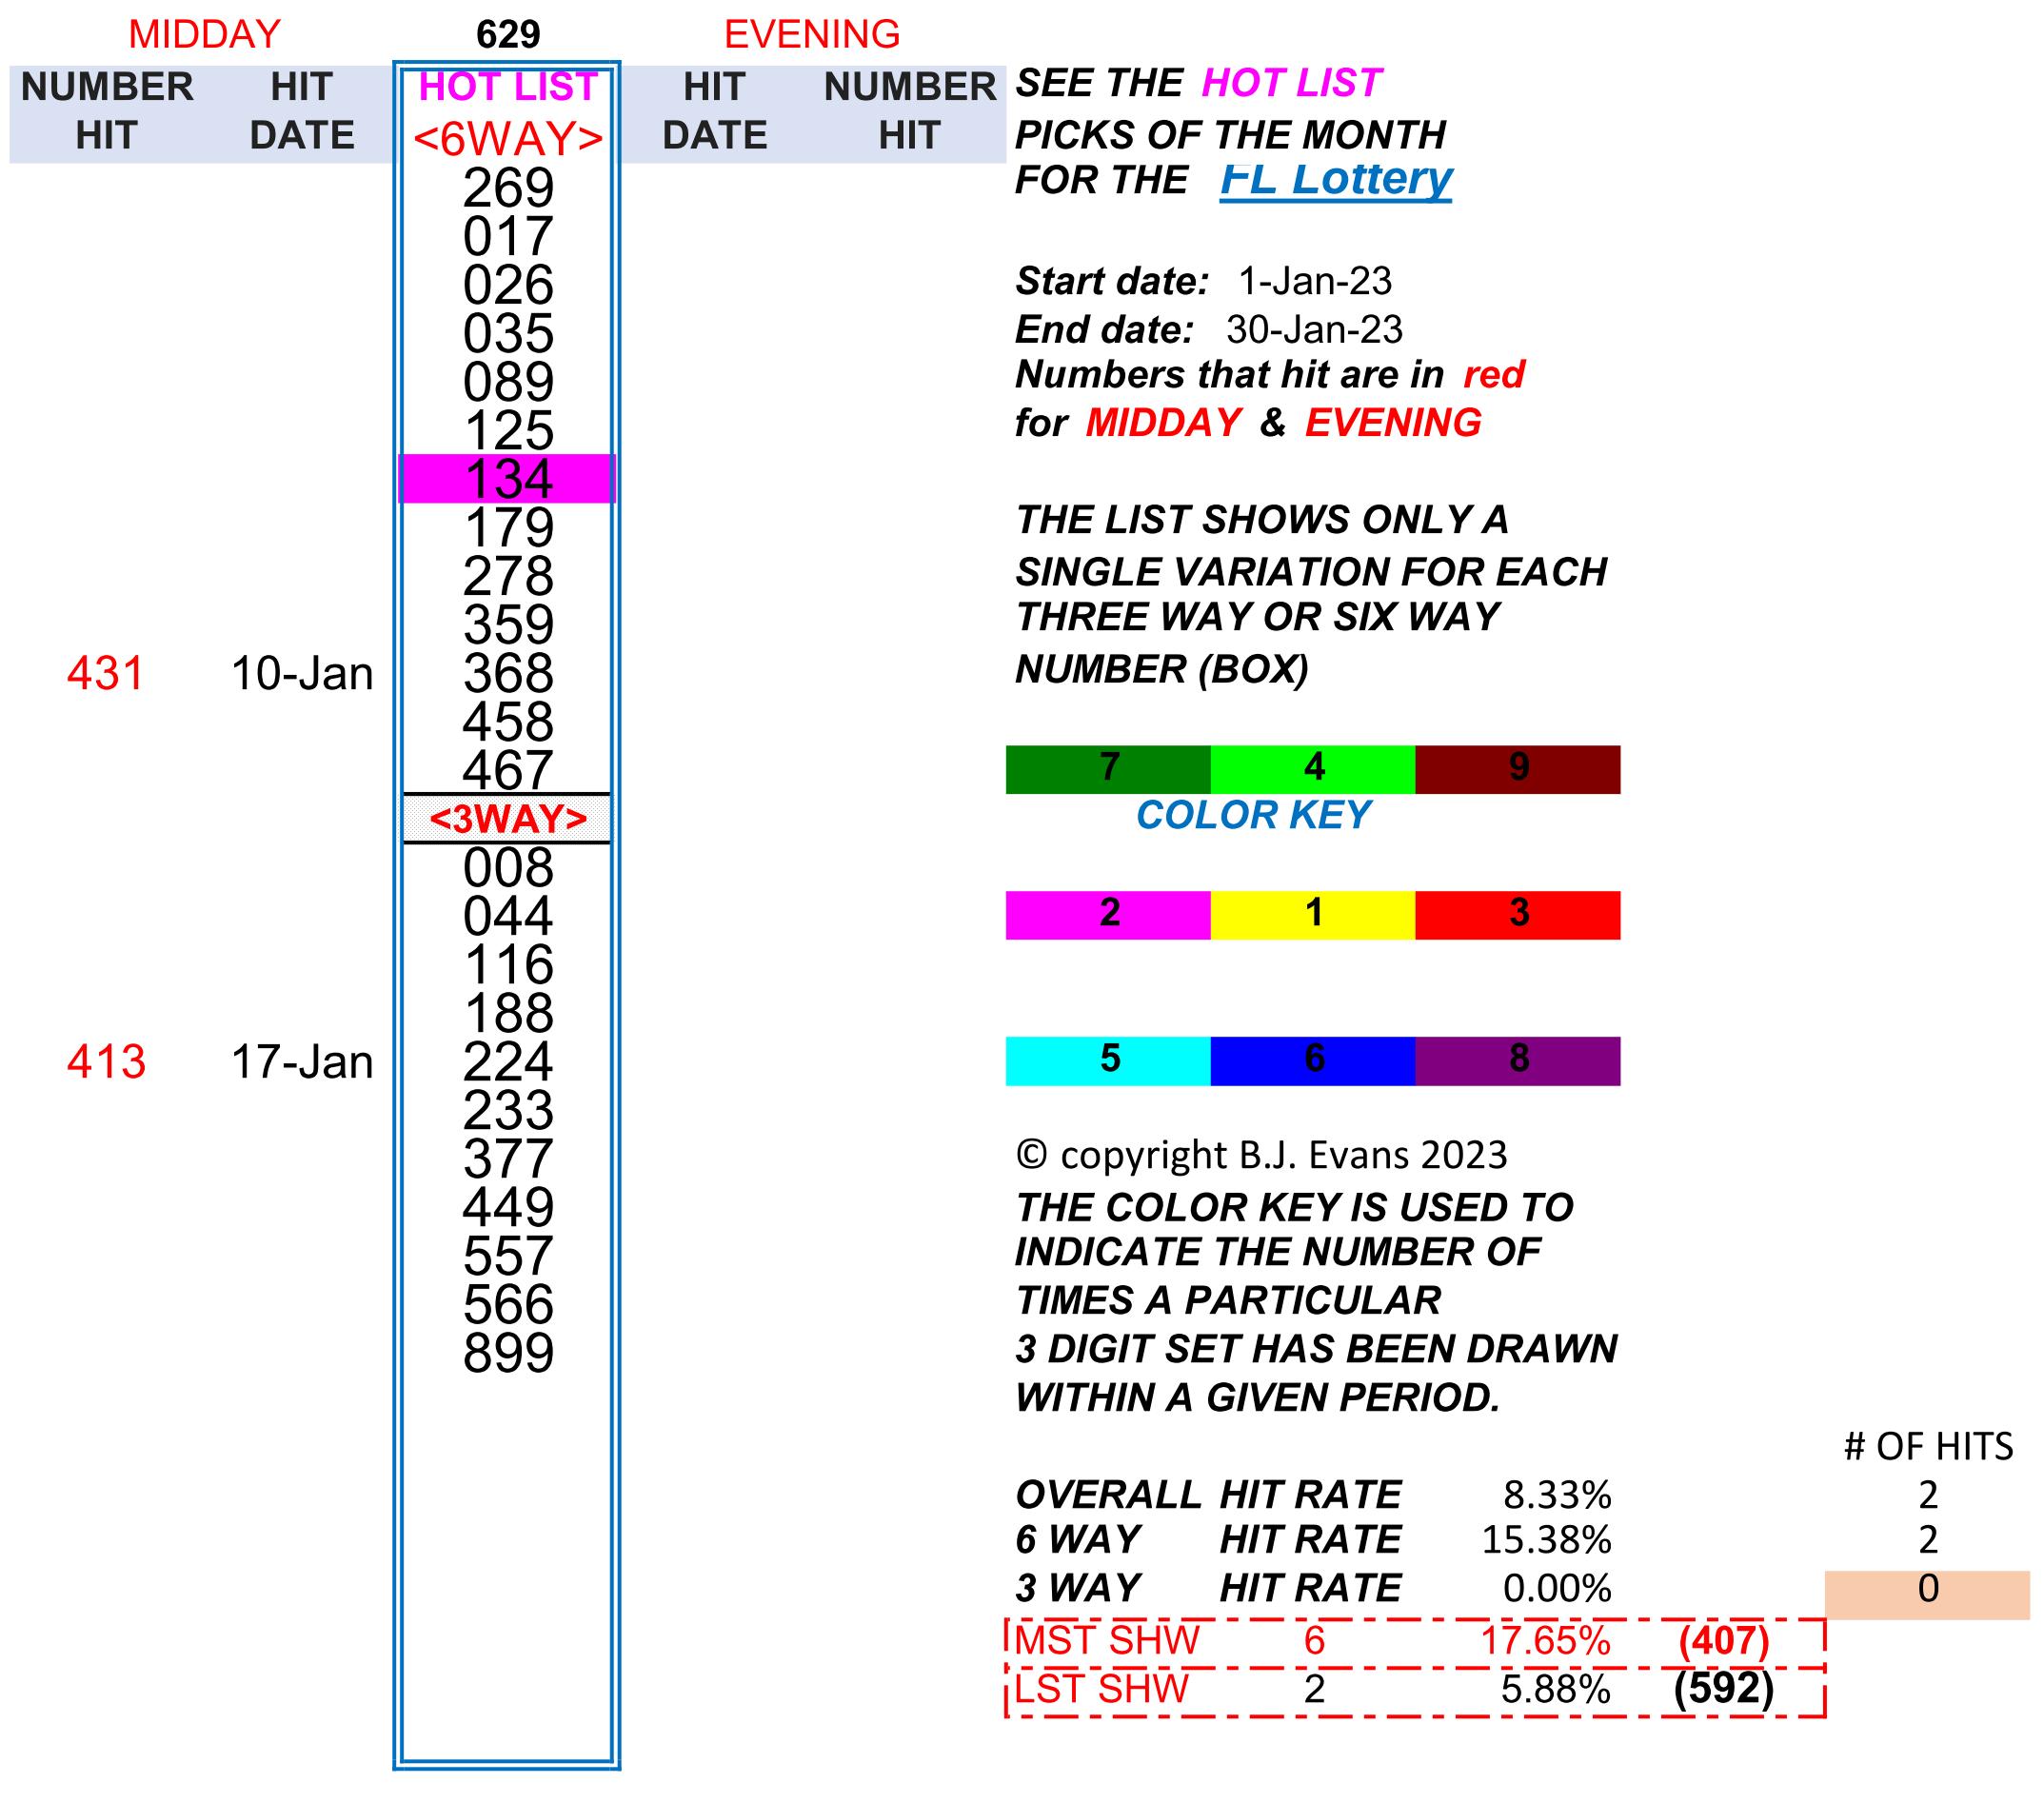 MIDDAY 629 EVENING
NUMBER HIT HOT LIST HIT NUMBER SEE THE HOT LIST
HIT DATE <6WAY> DATE HIT PICKS OF THE MONTH
269 FOR THE FL Lottery
017
026 Start date: 1-Jan-23
035 End date: 30-Jan-23
089 Numbers that hit are in red
125 for MIDDAY & EVENING
134
179 THE LIST SHOWS ONLY A
278 SINGLE VARIATION FOR EACH
359 THREE WAY OR SIX WAY
431 10-Jan 368 NUMBER (BOX)
458
467 7 4 9
<3WAY> COLOR KEY
008
044 2 1 3
116
188
413 17-Jan 224 5 6 8
233
377 © copyright B.J. Evans 2023
449 THE COLOR KEY IS USED TO
557 INDICATE THE NUMBER OF
566 TIMES A PARTICULAR
899 3 DIGIT SET HAS BEEN DRAWN
WITHIN A GIVEN PERIOD.
# OF HITS
OVERALL HIT RATE 8.33% 2
6 WAY HIT RATE 15.38% 2
3 WAY HIT RATE 0.00% 0
MST SHW 6 17.65% (407)
LST SHW 2 5.88% (592)